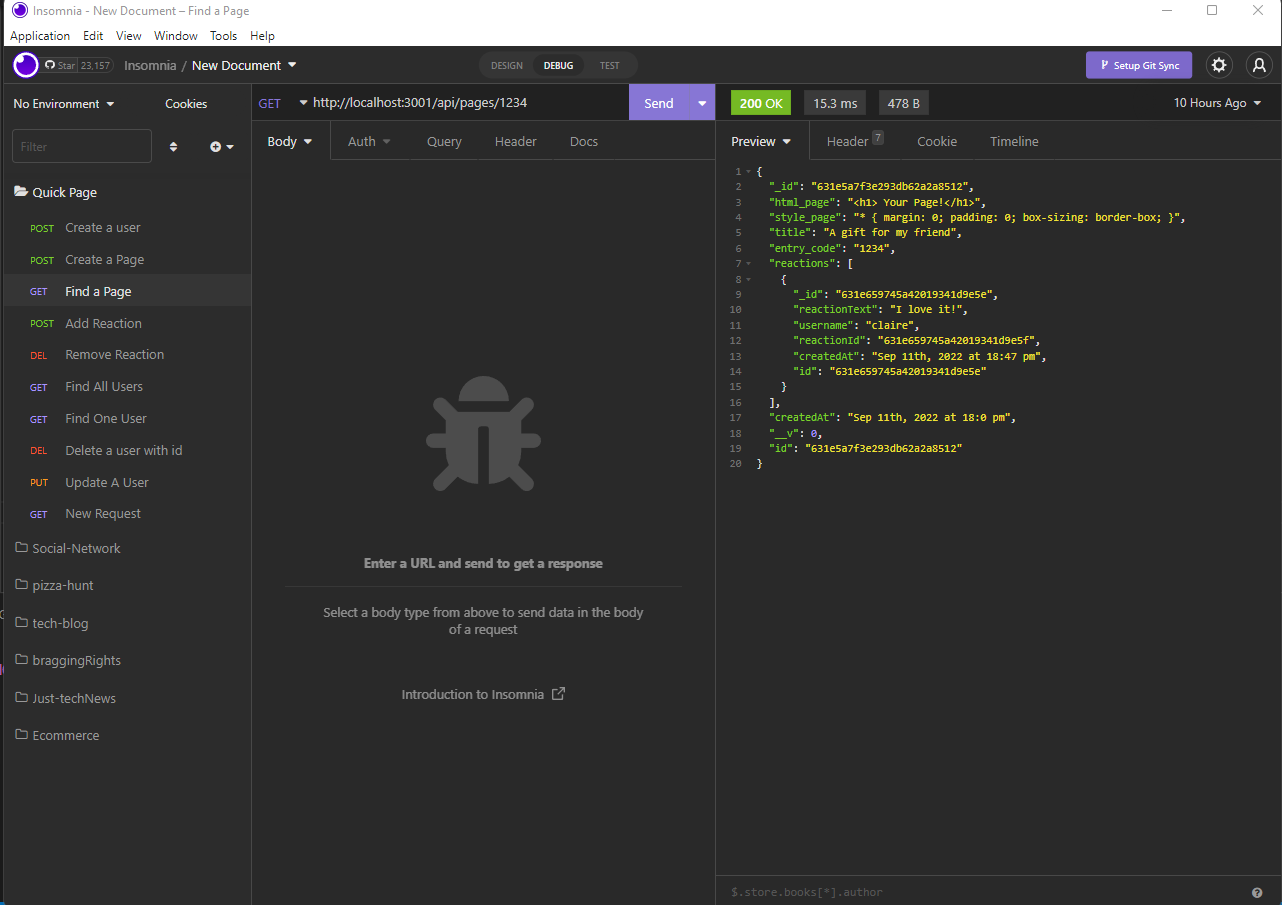 Insomnia - New Document – Find a Page
Application Edit View Window Tools Help
Star 23,157 Insomnia / New Document DESIGN DEBUG TEST Setup Git Sync
No Environment Cookies
Filter
Quick Page
POST Create a user
POST Create a Page
GET Find a Page
POST Add Reaction
DEL Remove Reaction
GET Find All Users
GET Find One User
DEL Delete a user with id
PUT Update A User
GET New Request
Social-Network
pizza-hunt
tech-blog
braggingRights
Just-techNews
Ecommerce
GET http://localhost:3001/api/pages/1234 Send
Body Auth Query Header Docs
Enter a URL and send to get a response
Select a body type from above to send data in the body
of a request
Introduction to Insomnia
200 OK 15.3 ms 478 B 10 Hours Ago
Preview Header 7 Cookie Timeline
1 {
2 "_id": "631e5a7f3e293db62a2a8512",
3 "html_page": "<h1> Your Page!</h1>",
4 "style_page": "* { margin: 0; padding: 0; box-sizing: border-box; }",
5 "title": "A gift for my friend",
6 "entry_code": "1234",
7 "reactions": [
8 {
9 "_id": "631e659745a42019341d9e5e",
10 "reactionText": "I love it!",
11 "username": "claire",
12 "reactionId": "631e659745a42019341d9e5f",
13 "createdAt": "Sep 11th, 2022 at 18:47 pm",
14 "id": "631e659745a42019341d9e5e"
15 }
16 ],
17 "createdAt": "Sep 11th, 2022 at 18:0 pm",
18 "__v": 0,
19 "id": "631e5a7f3e293db62a2a8512"
20 }
$.store.books[*].author